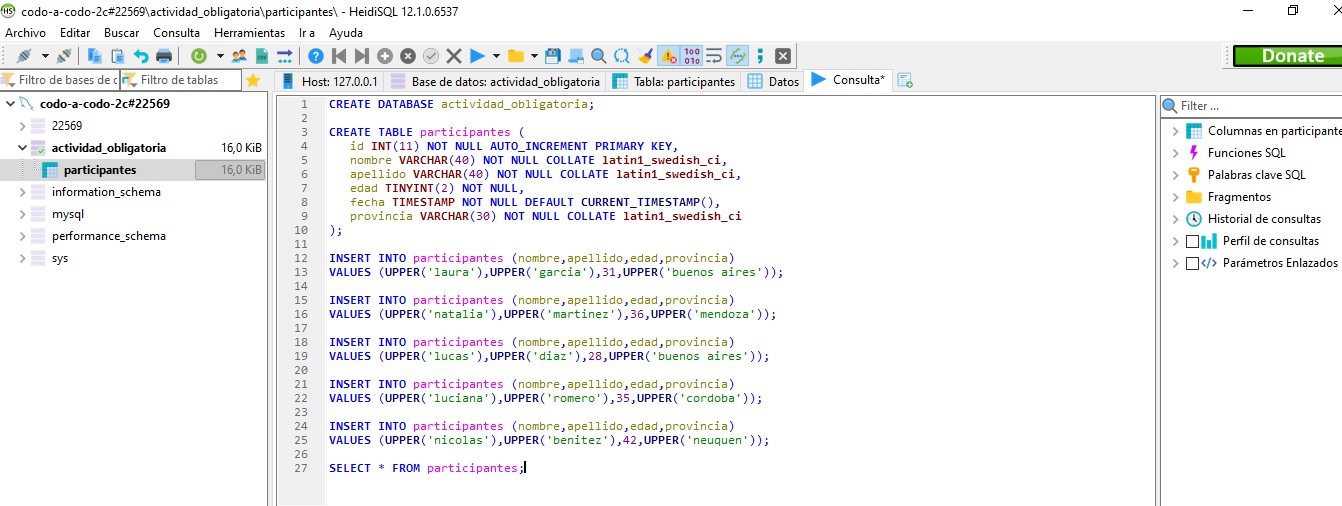 codo-a-codo-2c#22569\actividad_obligatoria\participantes\ - HeidiSQL 12.1.0.6537
Archivo Editar Buscar Consulta Herramientas Ir a Ayuda
Donate
Filtro de bases de c Filtro de tablas
Host: 127.0.0.1 Base de datos: actividad_obligatoria Tabla: participantes Datos Consulta*
codo-a-codo-2c#22569
22569
actividad_obligatoria 16,0 KiB
participantes 16,0 KiB
information_schema
mysql
performance_schema
sys
1 CREATE DATABASE actividad_obligatoria;
2
3 CREATE TABLE participantes (
4 id INT(11) NOT NULL AUTO_INCREMENT PRIMARY KEY,
5 nombre VARCHAR(40) NOT NULL COLLATE latin1_swedish_ci,
6 apellido VARCHAR(40) NOT NULL COLLATE latin1_swedish_ci,
7 edad TINYINT(2) NOT NULL,
8 fecha TIMESTAMP NOT NULL DEFAULT CURRENT_TIMESTAMP(),
9 provincia VARCHAR(30) NOT NULL COLLATE latin1_swedish_ci
10 );
11
12 INSERT INTO participantes (nombre,apellido,edad,provincia)
13 VALUES (UPPER('laura'),UPPER('garcia'),31,UPPER('buenos aires'));
14
15 INSERT INTO participantes (nombre,apellido,edad,provincia)
16 VALUES (UPPER('natalia'),UPPER('martinez'),36,UPPER('mendoza'));
17
18 INSERT INTO participantes (nombre,apellido,edad,provincia)
19 VALUES (UPPER('lucas'),UPPER('diaz'),28,UPPER('buenos aires'));
20
21 INSERT INTO participantes (nombre,apellido,edad,provincia)
22 VALUES (UPPER('luciana'),UPPER('romero'),35,UPPER('cordoba'));
23
24 INSERT INTO participantes (nombre,apellido,edad,provincia)
25 VALUES (UPPER('nicolas'),UPPER('benitez'),42,UPPER('neuquen'));
26
27 SELECT * FROM participantes;
Filter ...
Columnas en participante
Funciones SQL
Palabras clave SQL
Fragmentos
Historial de consultas
Perfil de consultas
Parámetros Enlazados